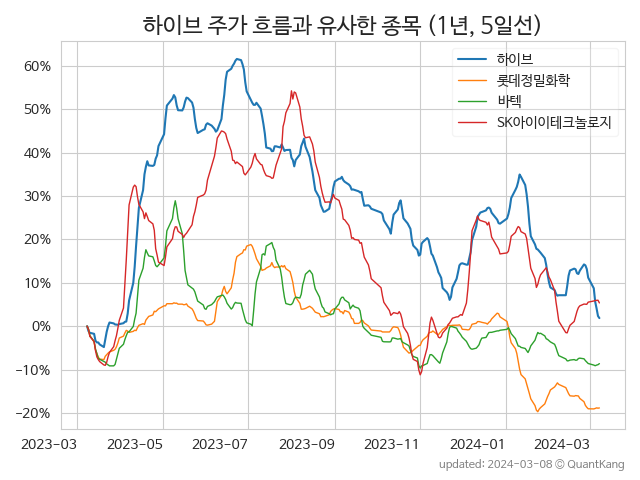 하이브 주가 흐름과 유사한 종목 (1년, 5일선)
하이브
롯데정밀화학
바텍
SK아이이테크놀로지
60%
50%
40%
30%
20%
10%
0%
−10%
−20%
2023-03 2023-05 2023-07 2023-09 2023-11 2024-01 2024-03
updated: 2024-03-08 © QuantKang